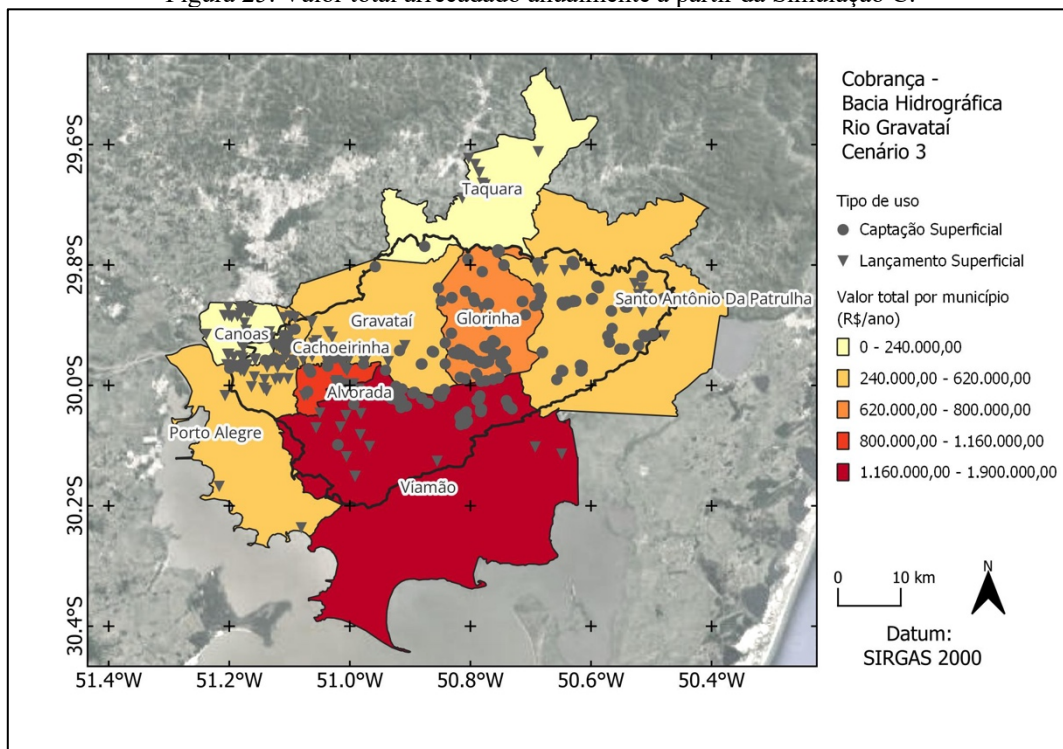 Figura 25: Valor total arrecadado anualmente a partir da Simulação C.
Cobrança -
Bacia Hidrográfica
Rio Gravataí
Cenário 3
Tipo de uso
Captação Superficial
Lançamento Superficial
Valor total por município
(R$/ano)
0 - 240.000,00
240.000,00 - 620.000,00
620.000,00 - 800.000,00
800.000,00 - 1.160.000,00
1.160.000,00 - 1.900.000,00
Taquara
Santo Antônio Da Patrulha
Gravataí
Glorinha
Canoas
Cachoeirinha
Alvorada
Porto Alegre
Viamão
29.6°S
29.8°S
30.0°S
30.2°S
30.4°S
51.4°W
51.2°W
51.0°W
50.8°W
50.6°W
50.4°W
0
10 km
N
Datum:
SIRGAS 2000